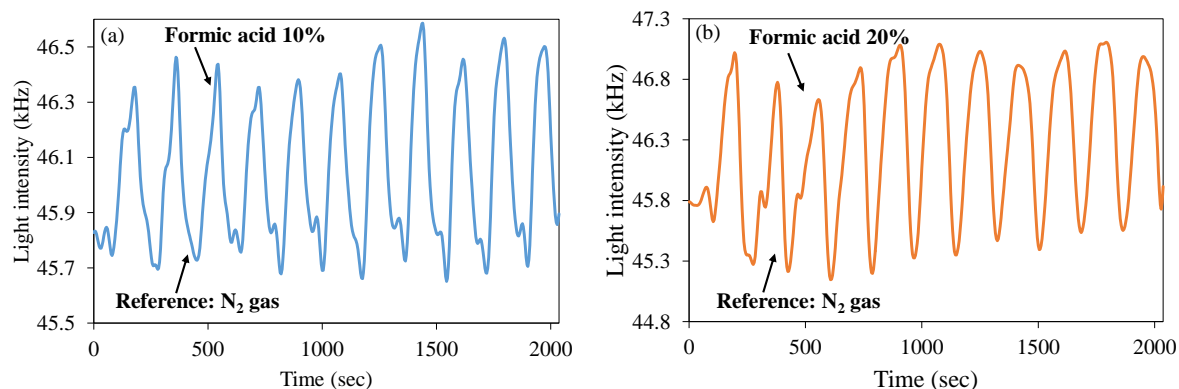 (a)
Formic acid 10%
Light intensity (kHz)
46.5
46.3
46.1
45.9
45.7
45.5
Reference: N₂ gas
0
500
1000
1500
2000
Time (sec)
(b)
Formic acid 20%
Light intemsity (kHz)
47.3
46.8
46.3
45.8
45.3
44.8
Reference: N₂ gas
0
500
1000
1500
2000
Time (sec)